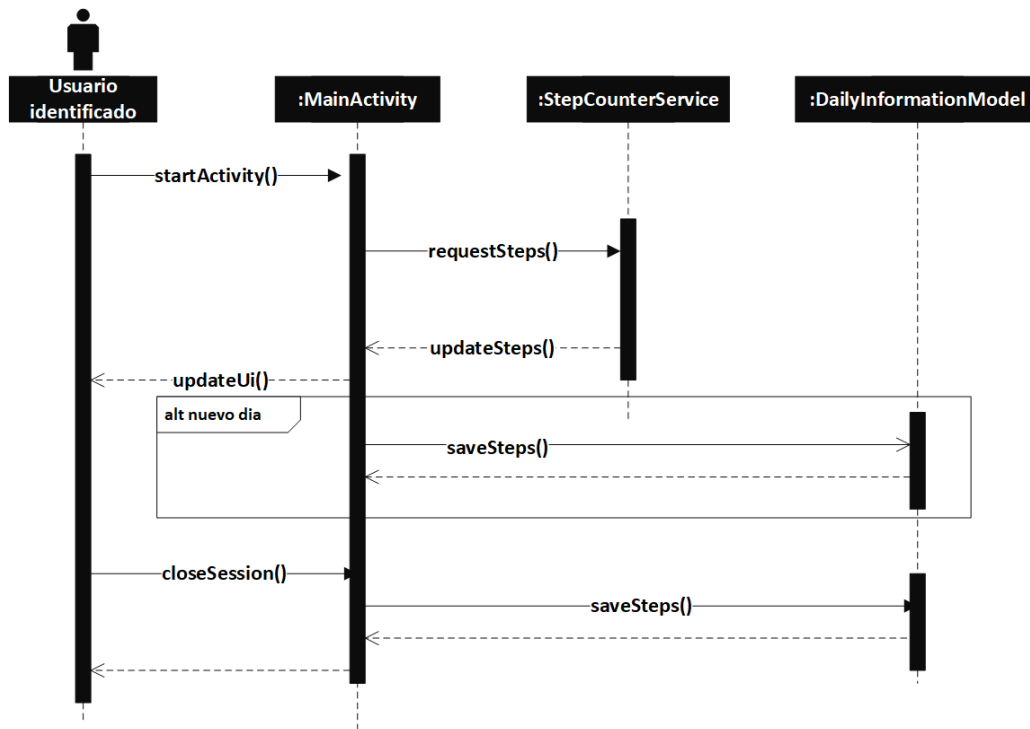 Usuario
identificado
:MainActivity
:StepCounterService
:DailyInformationModel
startActivity()
requestSteps()
updateSteps()
updateUi()
alt nuevo dia
saveSteps()
closeSession()
saveSteps()